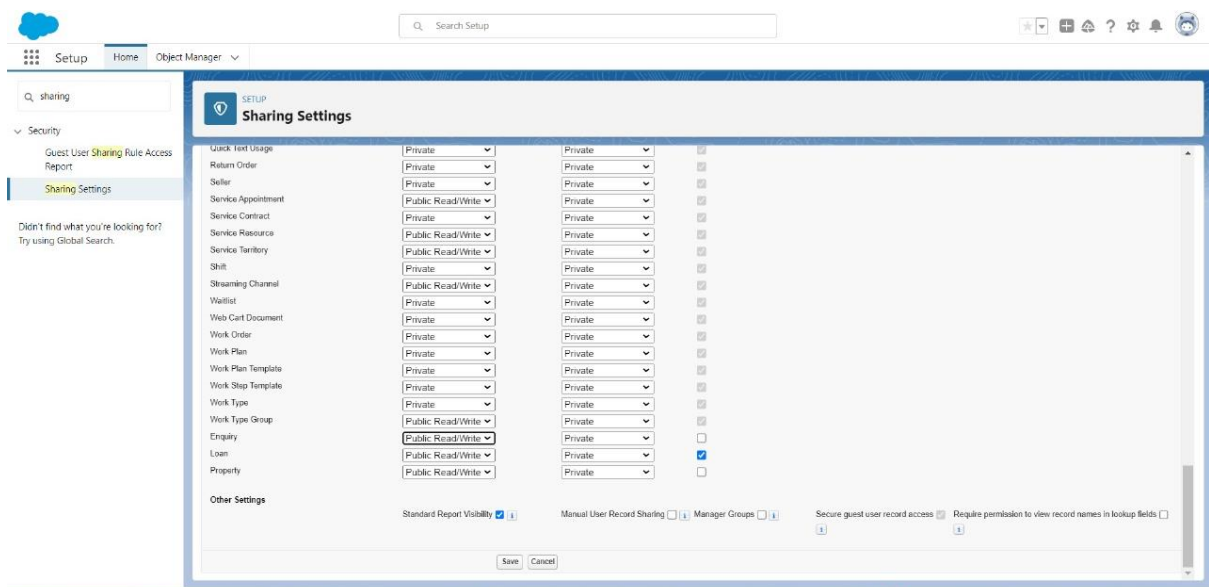 Search Setup
Setup Home Object Manager
sharing
Security
Guest User Sharing Rule Access
Report
Sharing Settings
Didn't find what you're looking for?
Try using Global Search.
SETUP
Sharing Settings
Quick Text Usage Private Private
Return Order Private Private
Seller Private Private
Service Appointment Public Read/Write Private
Service Contract Private Private
Service Resource Public Read/Write Private
Service Territory Public Read/Write Private
Shift Private Private
Streaming Channel Public Read/Write Private
Waitlist Private Private
Web Cart Document Private Private
Work Order Private Private
Work Plan Private Private
Work Plan Template Private Private
Work Step Template Private Private
Work Type Private Private
Work Type Group Public Read/Write Private
Enquiry Public Read/Write Private
Loan Public Read/Write Private
Property Public Read/Write Private
Other Settings
Standard Report Visibility i Manual User Record Sharing i Manager Groups i Secure guest user record access i Require permission to view record names in lookup fields i
Save Cancel